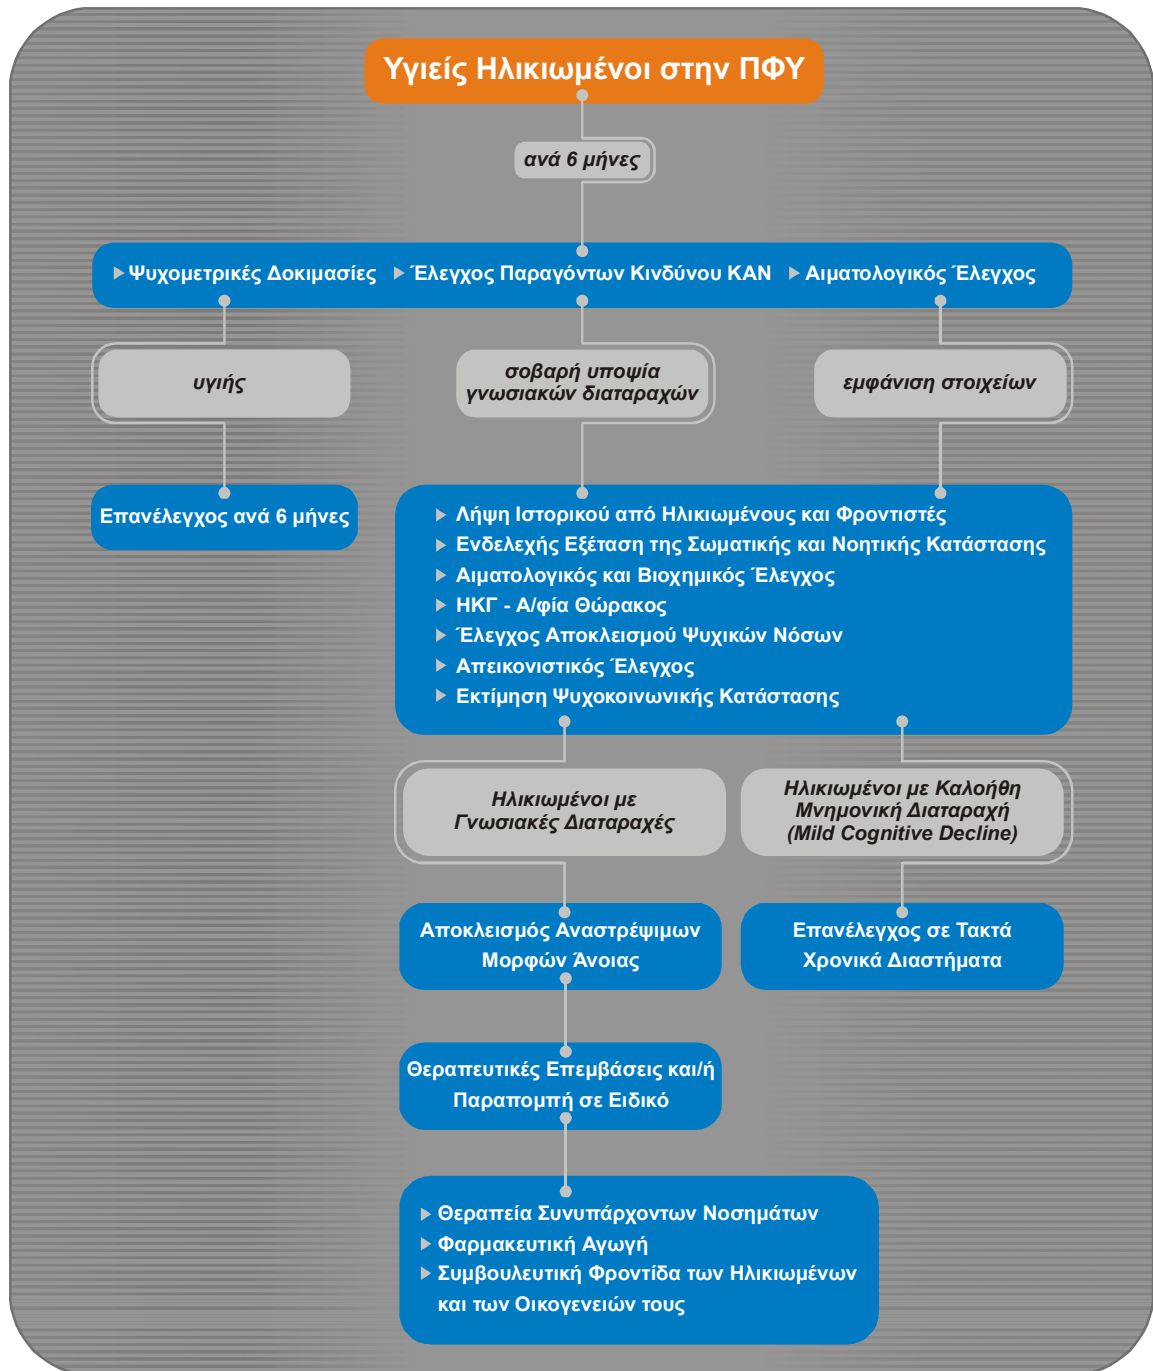 Υγιείς Ηλικιωμένοι στην ΠΦΥ
ανά 6 μήνες
Ψυχομετρικές Δοκιμασίες Έλεγχος Παραγόντων Κινδύνου ΚΑΝ Αιματολογικός Έλεγχος
υγιής
σοβαρή υποψία
γνωσιακών διαταραχών
εμφάνιση στοιχείων
Επανέλεγχος ανά 6 μήνες
Λήψη Ιστορικού από Ηλικιωμένους και Φροντιστές
Ενδελεχής Εξέταση της Σωματικής και Νοητικής Κατάστασης
Αιματολογικός και Βιοχημικός Έλεγχος
ΗΚΓ - Α/φία Θώρακος
Έλεγχος Αποκλεισμού Ψυχικών Νόσων
Απεικονιστικός Έλεγχος
Εκτίμηση Ψυχοκοινωνικής Κατάστασης
Ηλικιωμένοι με
Γνωσιακές Διαταραχές
Ηλικιωμένοι με Καλοήθη
Μνημονική Διαταραχή
(Mild Cognitive Decline)
Αποκλεισμός Αναστρέψιμων
Μορφών Άνοιας
Επανέλεγχος σε Τακτά
Χρονικά Διαστήματα
Θεραπευτικές Επεμβάσεις και/ή
Παραπομπή σε Ειδικό
Θεραπεία Συνυπάρχοντων Νοσημάτων
Φαρμακευτική Αγωγή
Συμβουλευτική Φροντίδα των Ηλικιωμένων
και των Οικογενειών τους